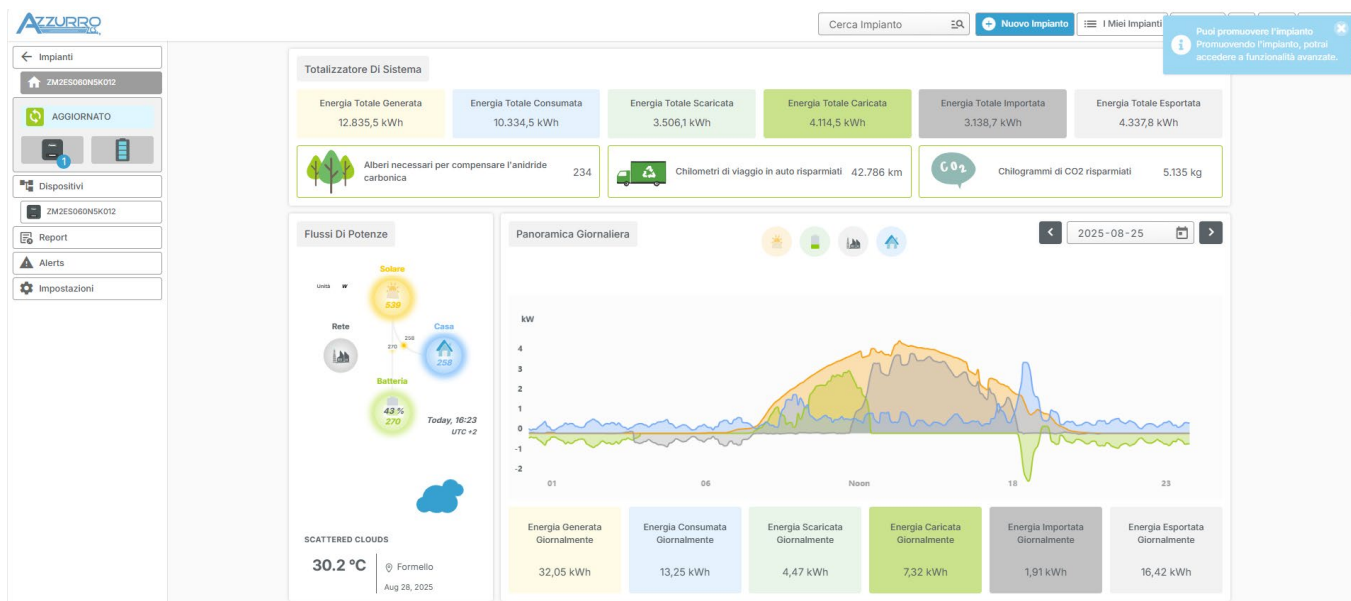 AZZURRO
Cerca Impianto
Nuovo Impianto
I Miei Impianti
Puoi promuovere l'impianto
Promuovendo l'impianto, potrai
accedere a funzionalità avanzate.
Impianti
ZM2ES060N5K012
AGGIORNATO
1
Dispositivi
ZM2ES060N5K012
Report
Alerts
Impostazioni
Totalizzatore Di Sistema
Energia Totale Generata
12.835,5 kWh
Energia Totale Consumata
10.334,5 kWh
Energia Totale Scaricata
3.506,1 kWh
Energia Totale Caricata
4.114,5 kWh
Energia Totale Importata
3.138,7 kWh
Energia Totale Esportata
4.337,8 kWh
Alberi necessari per compensare l'anidride
carbonica
234
Chilometri di viaggio in auto risparmiati 42.786 km
CO2
Chilogrammi di CO2 risparmiati 5.135 kg
Flussi Di Potenze
Unità W
Solare
539
Rete
Casa
258
270
258
Batteria
43 %
270
Today, 16:23
UTC +2
SCATTERED CLOUDS
30.2 °C
Formello
Aug 28, 2025
Panoramica Giornaliera
2025-08-25
kW
4
3
2
1
0
-1
-2
01 06 Noon 18 23
Energia Generata
Giornalmente
32,05 kWh
Energia Consumata
Giornalmente
13,25 kWh
Energia Scaricata
Giornalmente
4,47 kWh
Energia Caricata
Giornalmente
7,32 kWh
Energia Importata
Giornalmente
1,91 kWh
Energia Esportata
Giornalmente
16,42 kWh